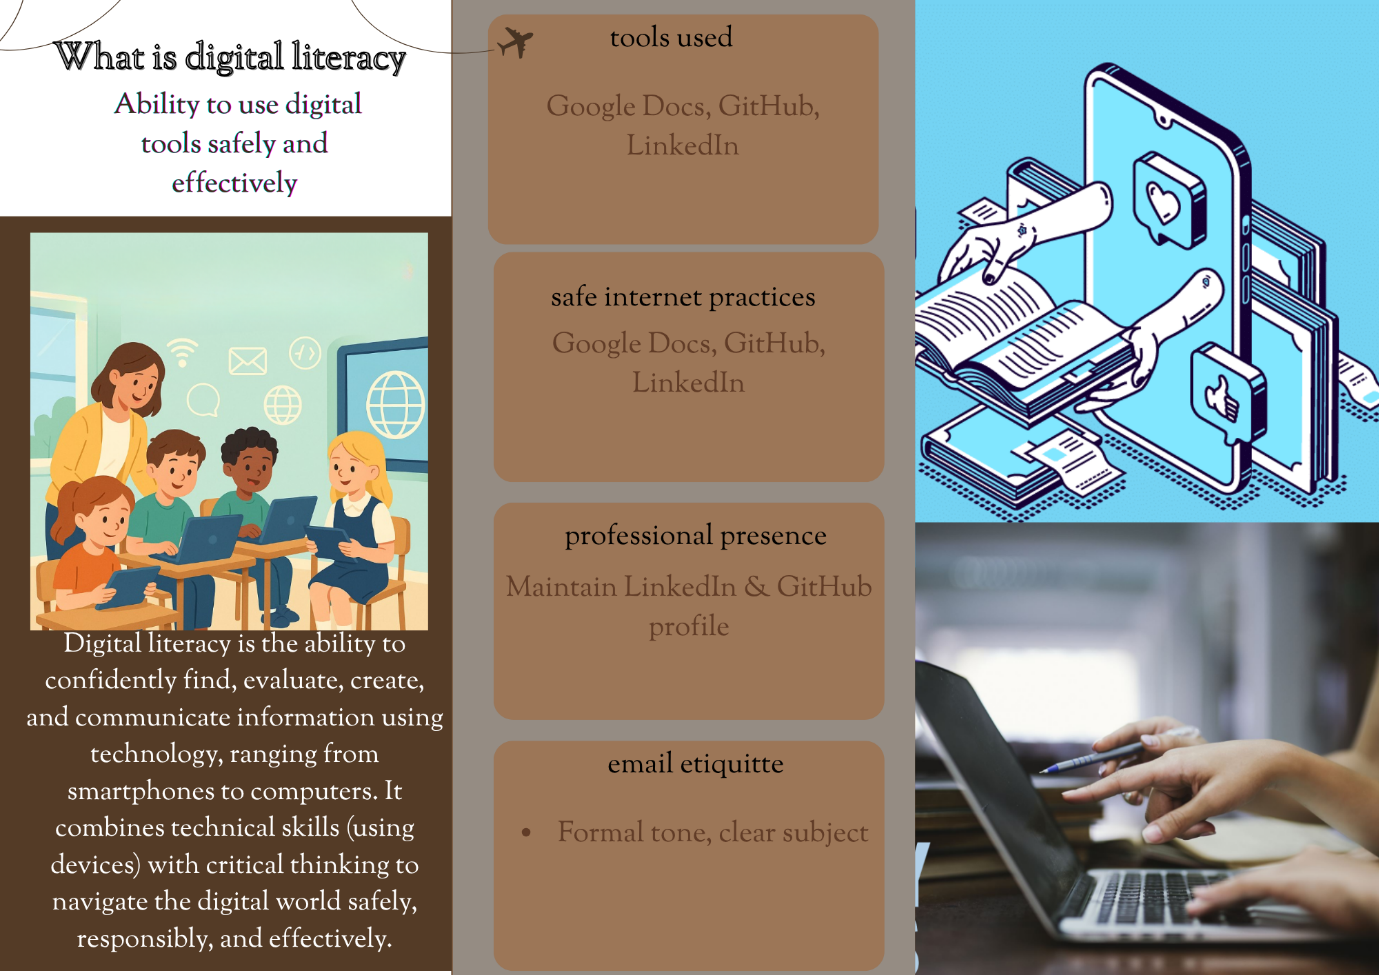 What is digital literacy
Ability to use digital
tools safely and
effectively
Digital literacy is the ability to
confidently find, evaluate, create,
and communicate information using
technology, ranging from
smartphones to computers. It
combines technical skills (using
devices) with critical thinking to
navigate the digital world safely,
responsibly, and effectively.
tools used
Google Docs, GitHub,
LinkedIn
safe internet practices
Google Docs, GitHub,
LinkedIn
professional presence
Maintain LinkedIn & GitHub
profile
email etiquitte
• Formal tone, clear subject